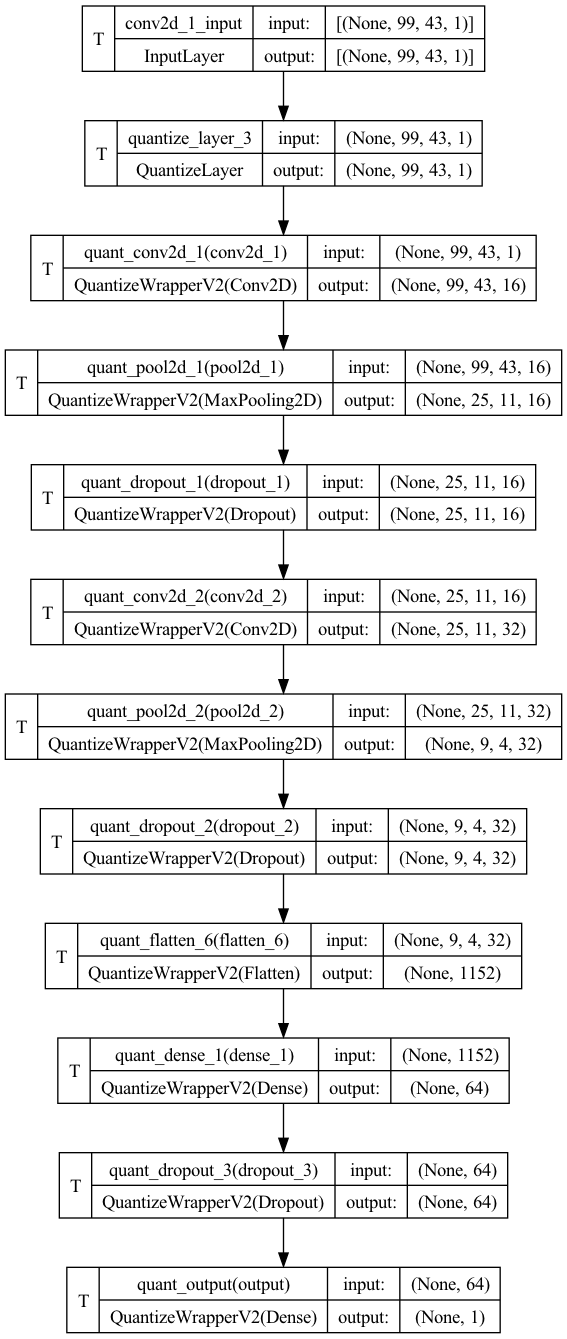 T conv2d_1_input input: [(None, 99, 43, 1)]
InputLayer output: [(None, 99, 43, 1)]
T quantize_layer_3 input: (None, 99, 43, 1)
QuantizeLayer output: (None, 99, 43, 1)
T quant_conv2d_1(conv2d_1) input: (None, 99, 43, 1)
QuantizeWrapperV2(Conv2D) output: (None, 99, 43, 16)
T quant_pool2d_1(pool2d_1) input: (None, 99, 43, 16)
QuantizeWrapperV2(MaxPooling2D) output: (None, 25, 11, 16)
T quant_dropout_1(dropout_1) input: (None, 25, 11, 16)
QuantizeWrapperV2(Dropout) output: (None, 25, 11, 16)
T quant_conv2d_2(conv2d_2) input: (None, 25, 11, 16)
QuantizeWrapperV2(Conv2D) output: (None, 25, 11, 32)
T quant_pool2d_2(pool2d_2) input: (None, 25, 11, 32)
QuantizeWrapperV2(MaxPooling2D) output: (None, 9, 4, 32)
T quant_dropout_2(dropout_2) input: (None, 9, 4, 32)
QuantizeWrapperV2(Dropout) output: (None, 9, 4, 32)
T quant_flatten_6(flatten_6) input: (None, 9, 4, 32)
QuantizeWrapperV2(Flatten) output: (None, 1152)
T quant_dense_1(dense_1) input: (None, 1152)
QuantizeWrapperV2(Dense) output: (None, 64)
T quant_dropout_3(dropout_3) input: (None, 64)
QuantizeWrapperV2(Dropout) output: (None, 64)
T quant_output(output) input: (None, 64)
QuantizeWrapperV2(Dense) output: (None, 1)